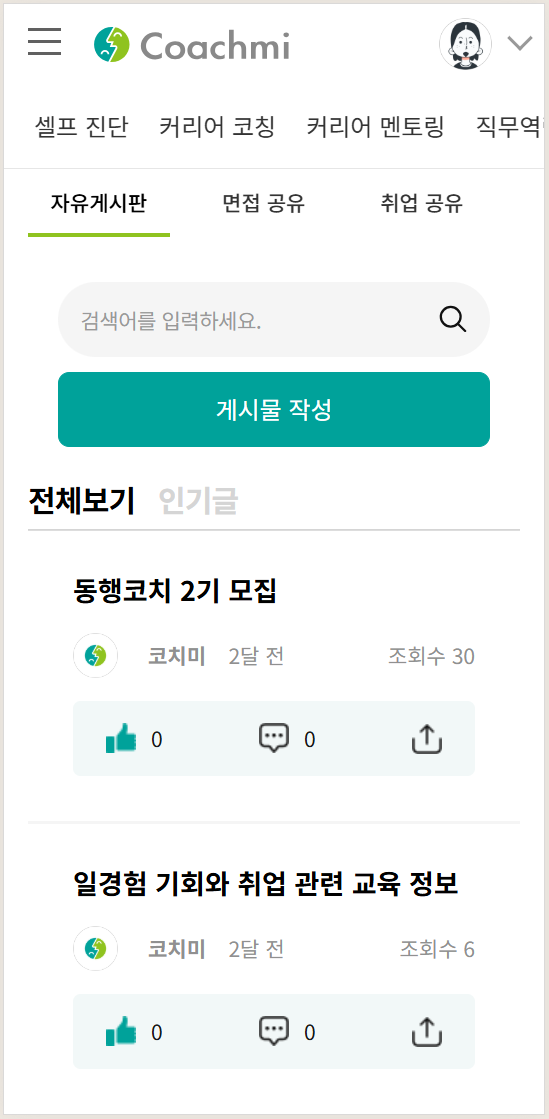 Coachmi
셀프 진단 커리어 코칭 커리어 멘토링 직무역
자유게시판 면접 공유 취업 공유
검색어를 입력하세요.
게시물 작성
전체보기 인기글
동행코치 2기 모집
코치미 2달 전 조회수 30
0 0
일경험 기회와 취업 관련 교육 정보
코치미 2달 전 조회수 6
0 0